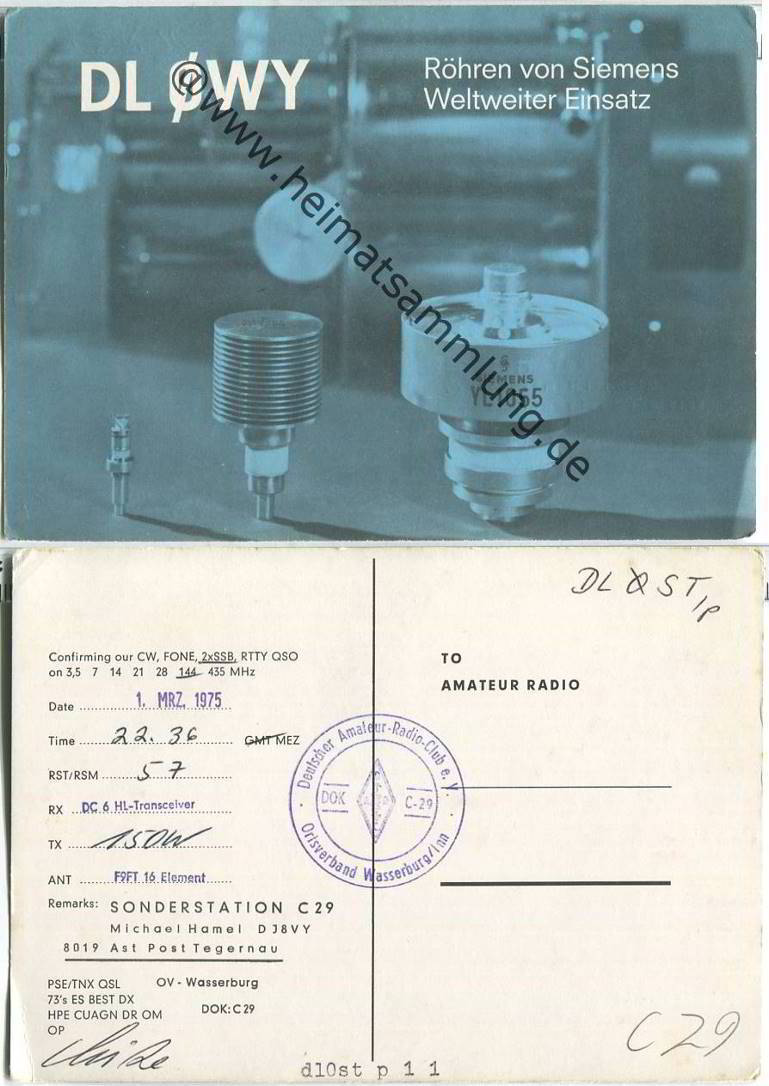 DL ØWY
Röhren von Siemens
Weltweiter Einsatz
@www.heimatsammlung.de
SIEMENS
YL1055
DL Ø ST/p
Confirming our CW, FONE, 2xSSB, RTTY QSO
on 3,5 7 14 21 28 144 435 MHz
Date 1. MRZ. 1975
Time 22.36 GMT MEZ
RST/RSM 57
RX DC 6 HL-Transceiver
TX 150W
ANT F9FT 16 Element
Remarks: SONDERSTATION C 29
Michael Hamel DJ8VY
8019 Ast Post Tegernau
PSE/TNX QSL OV - Wasserburg
73's ES BEST DX
HPE CUAGN DR OM DOK: C 29
OP
TO
AMATEUR RADIO
Deutscher Amateur-Radio-Club e.V.
DOK C-29
Ortsverband Wasserburg/Inn
C29
dl0st p 1 1